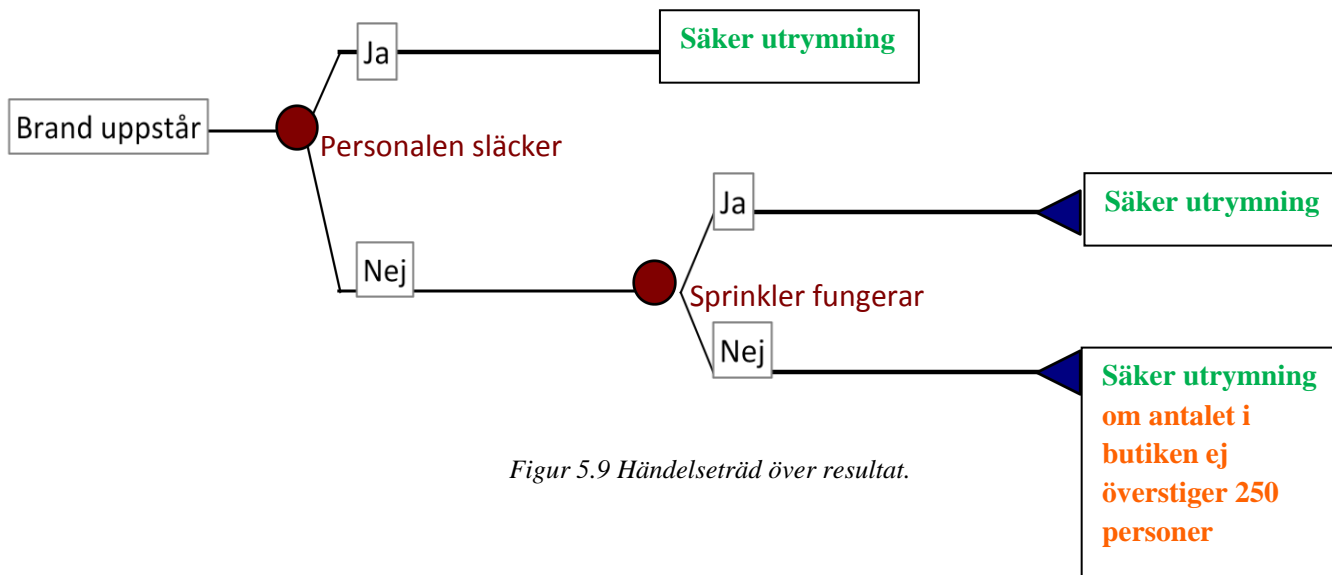 Ja
Säker utrymning
Brand uppstår
Personalen släcker
Ja
Säker utrymning
Nej
Sprinkler fungerar
Nej
Säker utrymning
om antalet i
butiken ej
överstiger 250
personer
Figur 5.9 Händelseträd över resultat.